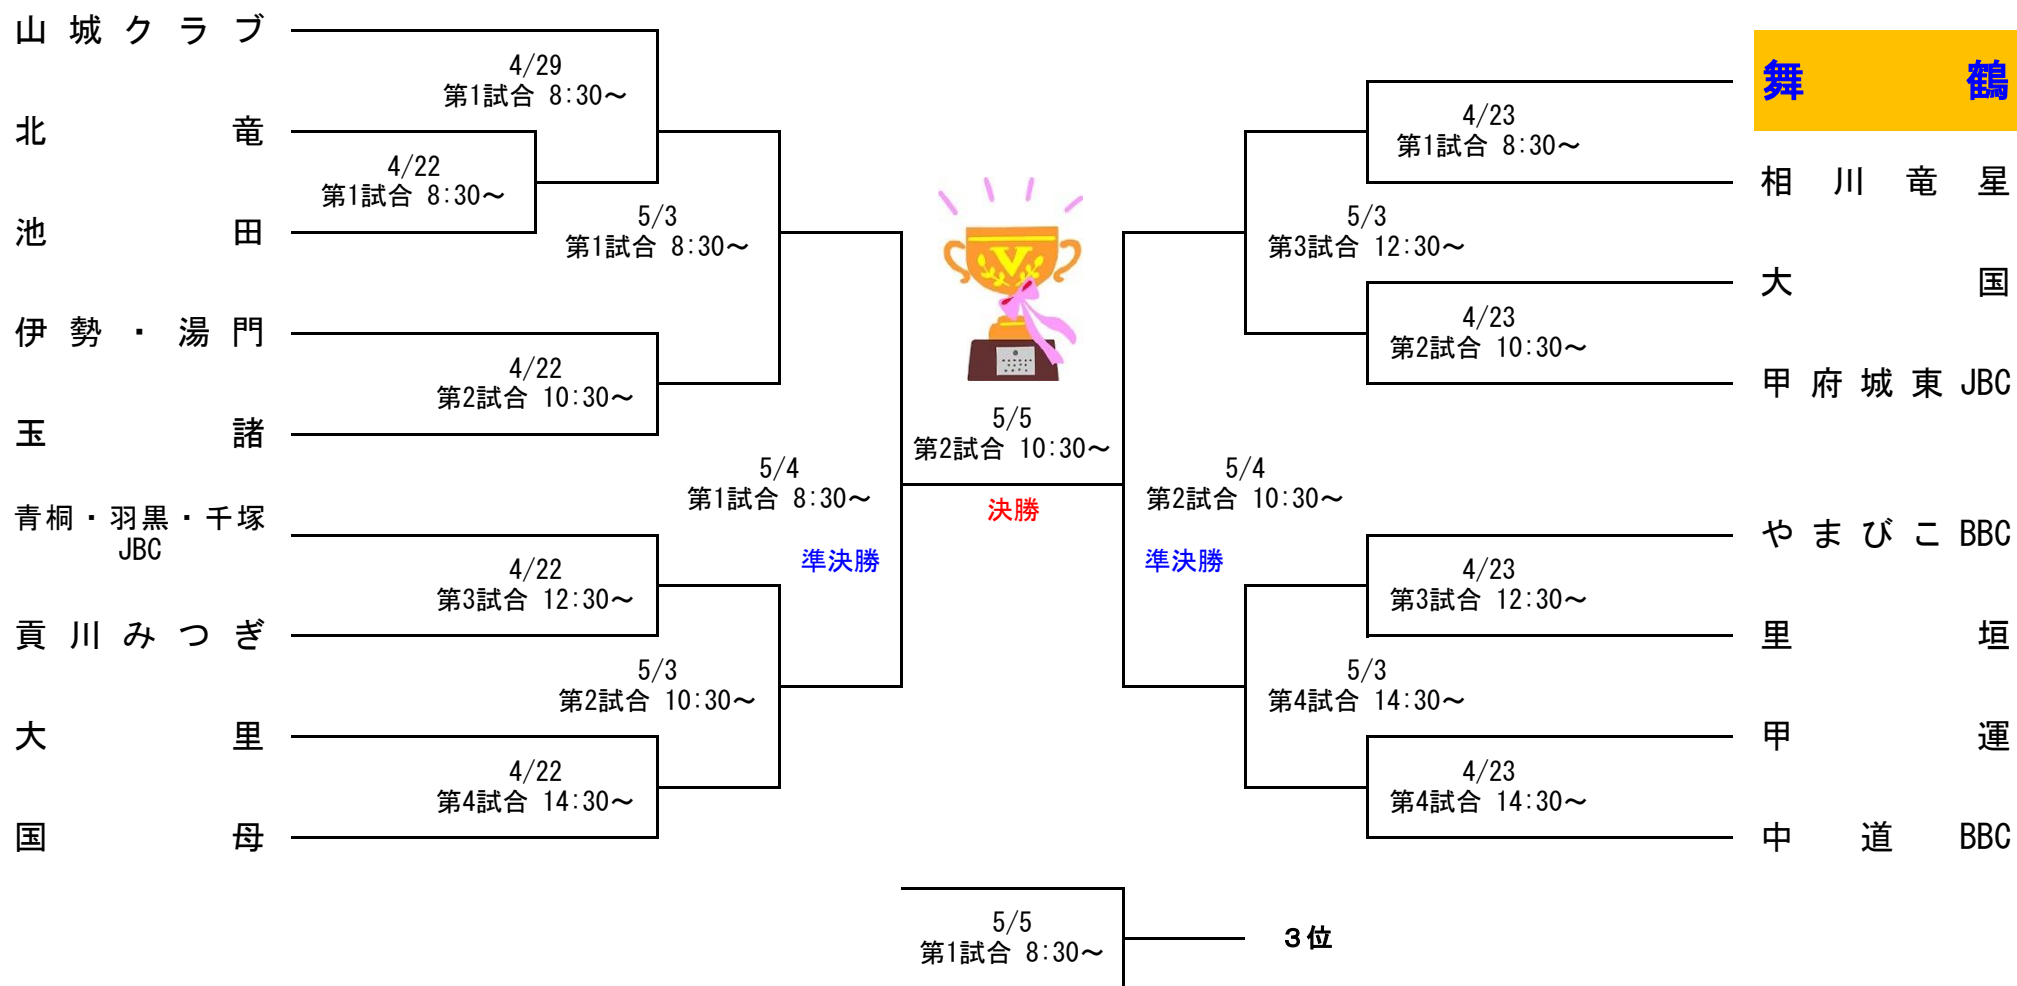 山城クラブ
4/29
第1試合 8:30～
北竜
4/22
第1試合 8:30～
池田
5/3
第1試合 8:30～
伊勢・湯門
4/22
第2試合 10:30～
玉諸
5/4
第1試合 8:30～
準決勝
青桐・羽黒・千塚
JBC
4/22
第3試合 12:30～
貢川みつぎ
5/3
第2試合 10:30～
大里
4/22
第4試合 14:30～
国母
V
5/5
第2試合 10:30～
決勝
舞鶴
4/23
第1試合 8:30～
相川竜星
5/3
第3試合 12:30～
大国
4/23
第2試合 10:30～
甲府城東JBC
5/4
第2試合 10:30～
準決勝
やまびこBBC
4/23
第3試合 12:30～
里垣
5/3
第4試合 14:30～
甲運
4/23
第4試合 14:30～
中道BBC
5/5
第1試合 8:30～
３位